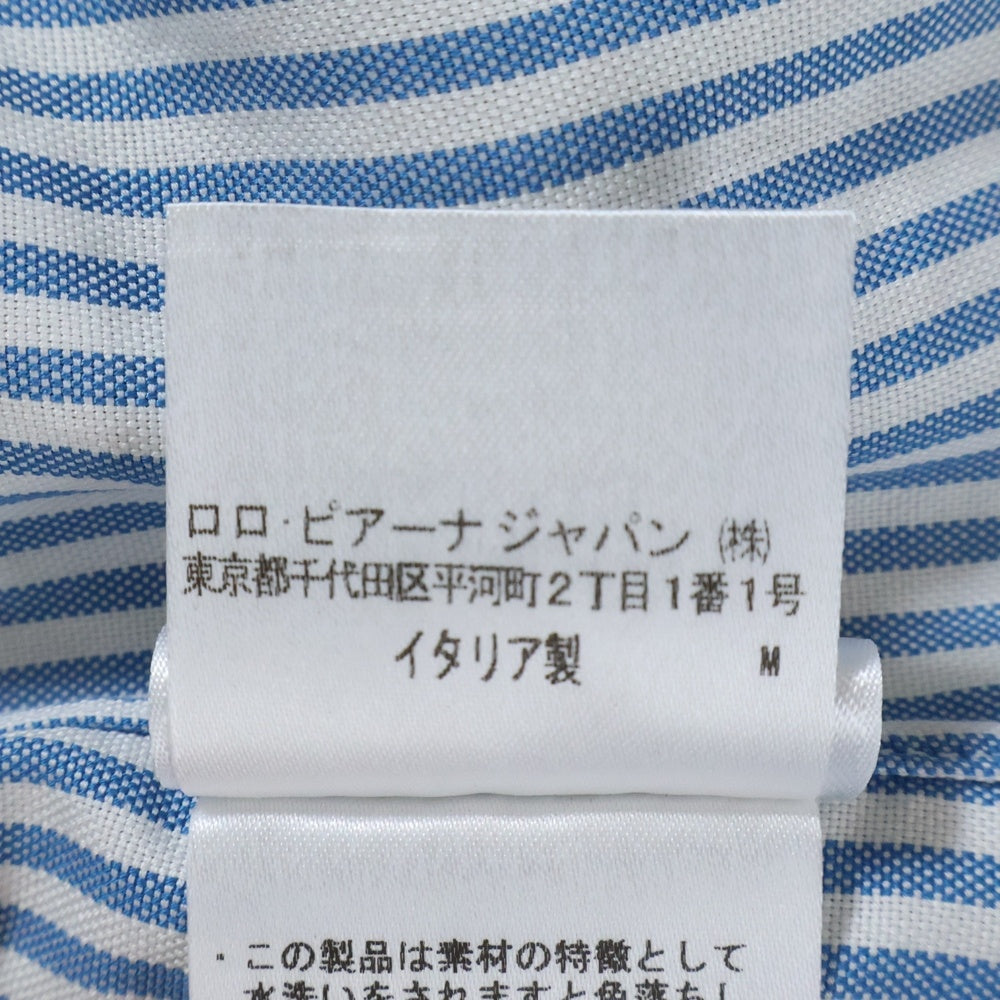 ロロ・ピアーナ ジャパン ㈱
東京都千代田区平河町2丁目1番1号
イタリア製 M
・この製品は素材の特徴として
水洗いをされますと色落ちし